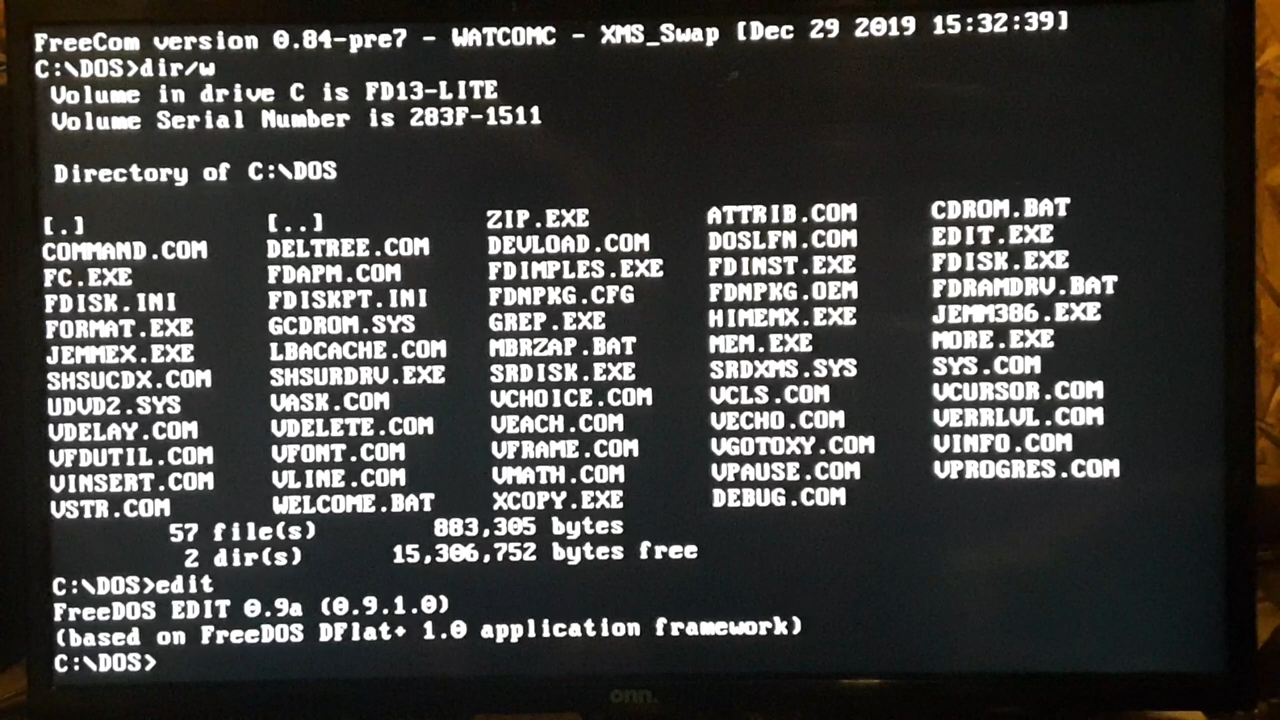 FreeCom version 0.84-pre7 - WATCOMC - XMS_Swap [Dec 29 2019 15:32:39]
C:\DOS>dir/w
Volume in drive C is FD13-LITE
Volume Serial Number is 283F-1511
Directory of C:\DOS
[.] [..] ZIP.EXE ATTRIB.COM CDROM.BAT
COMMAND.COM DELTREE.COM DEVLOAD.COM DOSLFN.COM EDIT.EXE
FC.EXE FDAPM.COM FDIMPLES.EXE FDINST.EXE FDISK.EXE
FDISK.INI FDISKPT.INI FDNPKG.CFG FDNPKG.OEM FDRAMDRV.BAT
FORMAT.EXE GCDROM.SYS GREP.EXE HIMEMX.EXE JEMM386.EXE
JEMMEX.EXE LBACACHE.COM MBRZAP.BAT MEM.EXE MORE.EXE
SHSUCDX.COM SHSURDRV.EXE SRDISK.EXE SRDXMS.SYS SYS.COM
UDVD2.SYS VASK.COM VCHOICE.COM VCLS.COM VCURSOR.COM
VDELAY.COM VDELETE.COM VEACH.COM VECHO.COM VERRLVL.COM
VFDUTIL.COM VFONT.COM VFRAME.COM VGOTOXY.COM VINFO.COM
VINSERT.COM VLINE.COM VMATH.COM VPAUSE.COM VPROGRES.COM
VSTR.COM WELCOME.BAT XCOPY.EXE DEBUG.COM
57 file(s) 883,305 bytes
2 dir(s) 15,306,752 bytes free
C:\DOS>edit
FreeDOS EDIT 0.9a (0.9.1.0)
(based on FreeDOS DFlat+ 1.0 application framework)
C:\DOS>
onn.